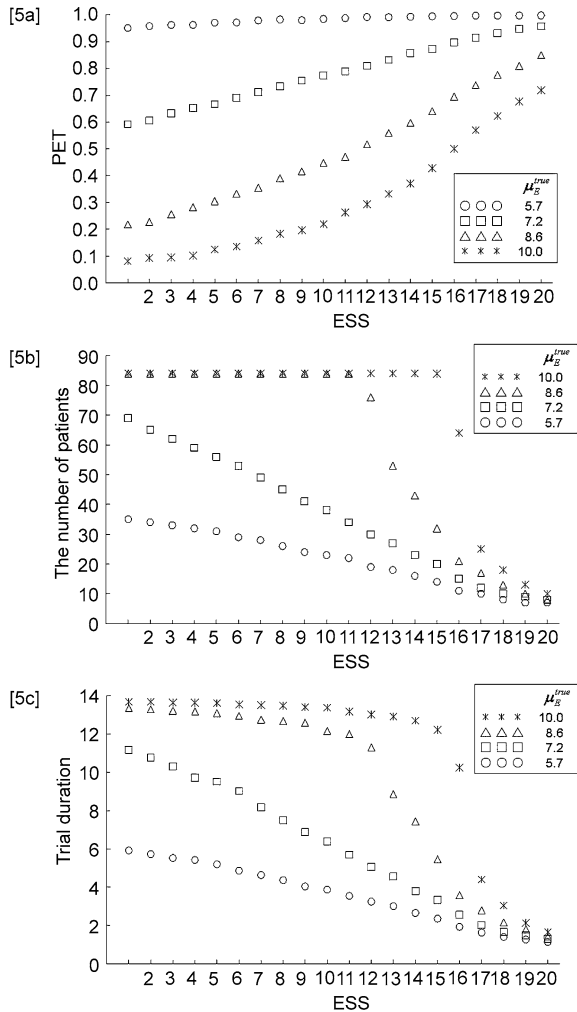 [5a]
1.0
0.9
0.8
0.7
0.6
0.5
0.4
0.3
0.2
0.1
0.0
PET
2 3 4 5 6 7 8 9 10 11 12 13 14 15 16 17 18 19 20
ESS
μ_E^true
5.7
7.2
8.6
10.0
[5b]
90
80
70
60
50
40
30
20
10
0
The number of patients
2 3 4 5 6 7 8 9 10 11 12 13 14 15 16 17 18 19 20
ESS
μ_E^true
10.0
8.6
7.2
5.7
[5c]
14
12
10
8
6
4
2
0
Trial duration
2 3 4 5 6 7 8 9 10 11 12 13 14 15 16 17 18 19 20
ESS
μ_E^true
10.0
8.6
7.2
5.7